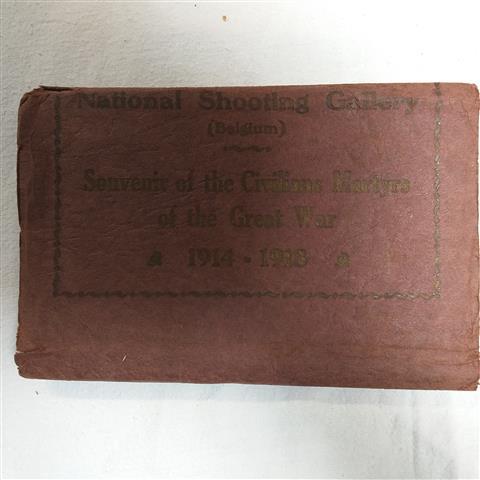 National Shooting Gallery
(Belgium)
Souvenir of the Civilians Martyrs
of the Great War
1914 - 1918